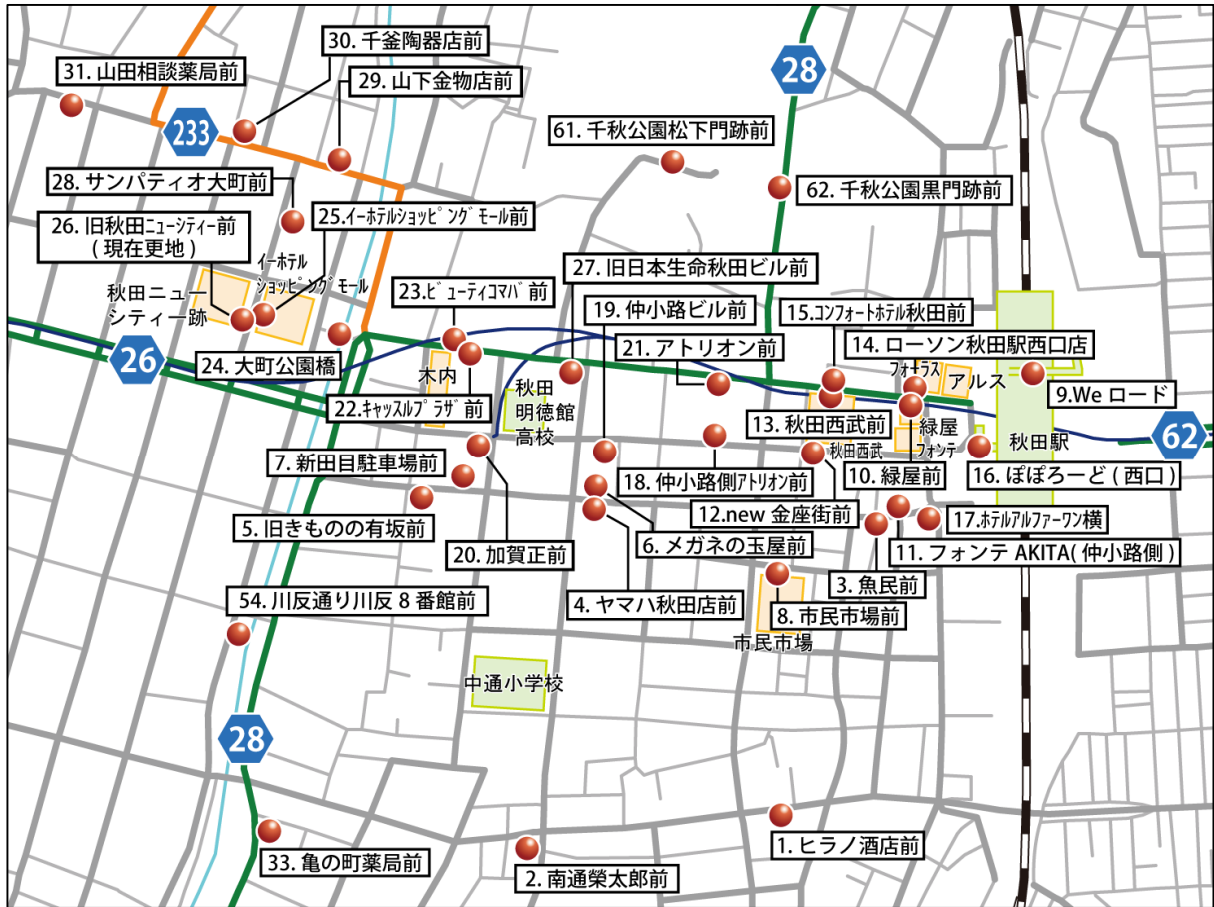 30. 千釜陶器店前
28
31. 山田相談薬局前
29. 山下金物店前
233
61. 千秋公園松下門跡前
28. サンパティオ大町前
62. 千秋公園黒門跡前
25.イーホテルショッピングモール前
26. 旧秋田ニューシティー前
(現在更地)
イーホテル
ショッピングモール
27. 旧日本生命秋田ビル前
秋田ニュー
シティー跡
23.ビューティコマバ前
19. 仲小路ビル前
15.コンフォートホテル秋田前
21. アトリオン前
14. ローソン秋田駅西口店
26
24. 大町公園橋
木内
フォーラス
アルス
秋田
明徳館
高校
9.We ロード
22.キャッスルプラザ前
13. 秋田西武前
緑屋
フォンテ
秋田駅
62
秋田西武
7. 新田目駐車場前
18. 仲小路側アトリオン前
10. 緑屋前
16. ぽぽろーど(西口)
12.new 金座街前
17.ホテルアルファーワン横
5. 旧きものの有坂前
20. 加賀正前
6. メガネの玉屋前
11. フォンテ AKITA(仲小路側)
3. 魚民前
54. 川反通り川反8番館前
4. ヤマハ秋田店前
8. 市民市場前
市民市場
中通小学校
28
33. 亀の町薬局前
1. ヒラノ酒店前
2. 南通榮太郎前